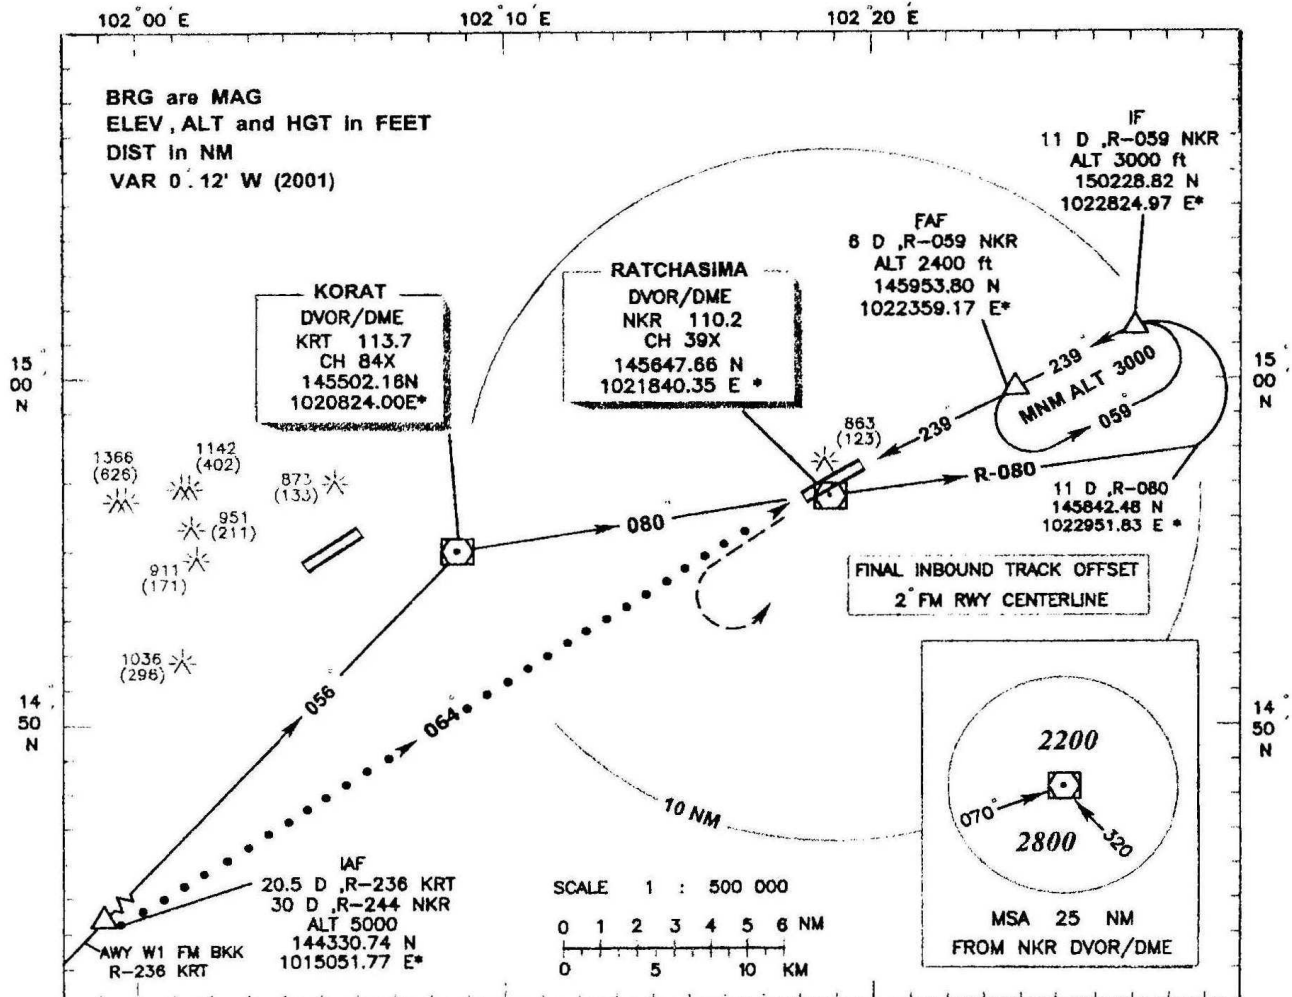 102°00' E
102°10' E
102°20' E
BRG are MAG
ELEV, ALT and HGT in FEET
DIST in NM
VAR 0°.12' W (2001)
IF
11 D ,R-059 NKR
ALT 3000 ft
150228.82 N
1022824.97 E*
FAF
6 D ,R-059 NKR
ALT 2400 ft
145953.80 N
1022359.17 E*
KORAT
DVOR/DME
KRT 113.7
CH 84X
145502.16N
1020824.00E*
RATCHASIMA
DVOR/DME
NKR 110.2
CH 39X
145647.66 N
1021840.35 E *
15°
00'
N
15°
00'
N
239°
MNM ALT 3000
059°
239°
863
(123)
R-080
11 D ,R-080
145842.48 N
1022951.83 E *
1366
(626)
1142
(402)
873
(133)
951
(211)
911
(171)
1036
(296)
080°
FINAL INBOUND TRACK OFFSET
2° FM RWY CENTERLINE
056°
064°
14°
50'
N
14°
50'
N
10 NM
2200
070°
2800
320
MSA 25 NM
FROM NKR DVOR/DME
IAF
20.5 D ,R-236 KRT
30 D ,R-244 NKR
ALT 5000
144330.74 N
1015051.77 E*
AWY W1 FM BKK
R-236 KRT
SCALE 1 : 500 000
0 1 2 3 4 5 6 NM
0 5 10 KM